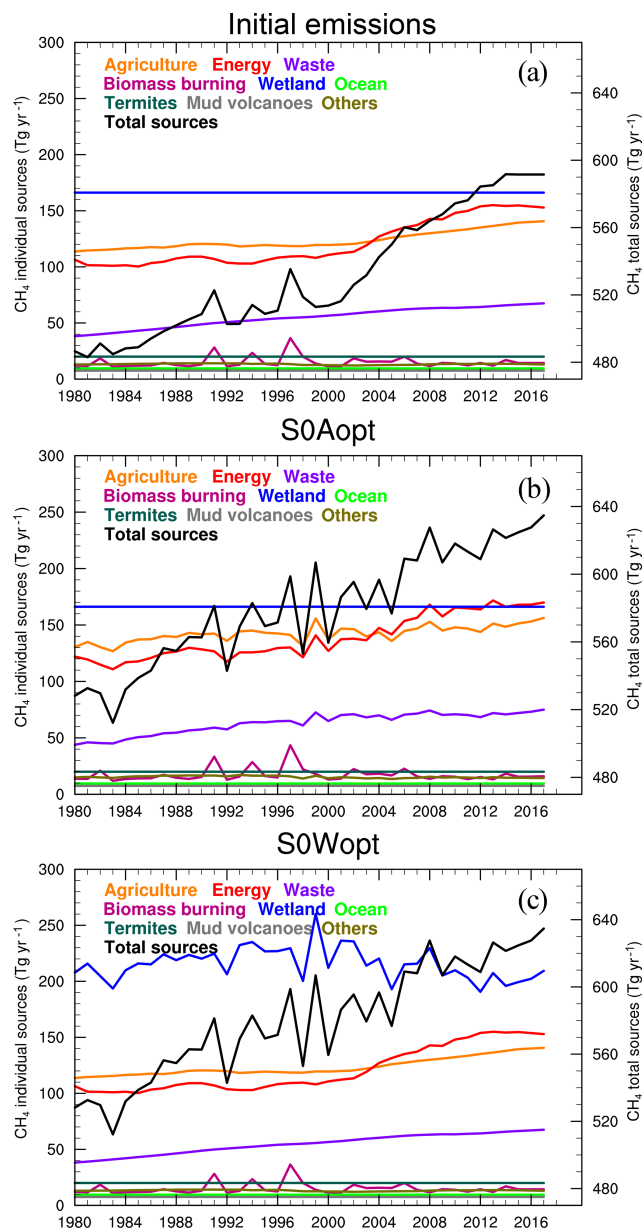 Initial emissions
300
250
200
150
100
50
0
CH4 individual sources (Tg yr-1)
Agriculture Energy Waste
Biomass burning Wetland Ocean
Termites Mud volcanoes Others
Total sources
(a)
640
600
560
520
480
CH4 total sources (Tg yr-1)
1980 1984 1988 1992 1996 2000 2004 2008 2012 2016
S0Aopt
300
250
200
150
100
50
0
CH4 individual sources (Tg yr-1)
Agriculture Energy Waste
Biomass burning Wetland Ocean
Termites Mud volcanoes Others
Total sources
(b)
640
600
560
520
480
CH4 total sources (Tg yr-1)
1980 1984 1988 1992 1996 2000 2004 2008 2012 2016
S0Wopt
300
250
200
150
100
50
0
CH4 individual sources (Tg yr-1)
Agriculture Energy Waste
Biomass burning Wetland Ocean
Termites Mud volcanoes Others
Total sources
(c)
640
600
560
520
480
CH4 total sources (Tg yr-1)
1980 1984 1988 1992 1996 2000 2004 2008 2012 2016